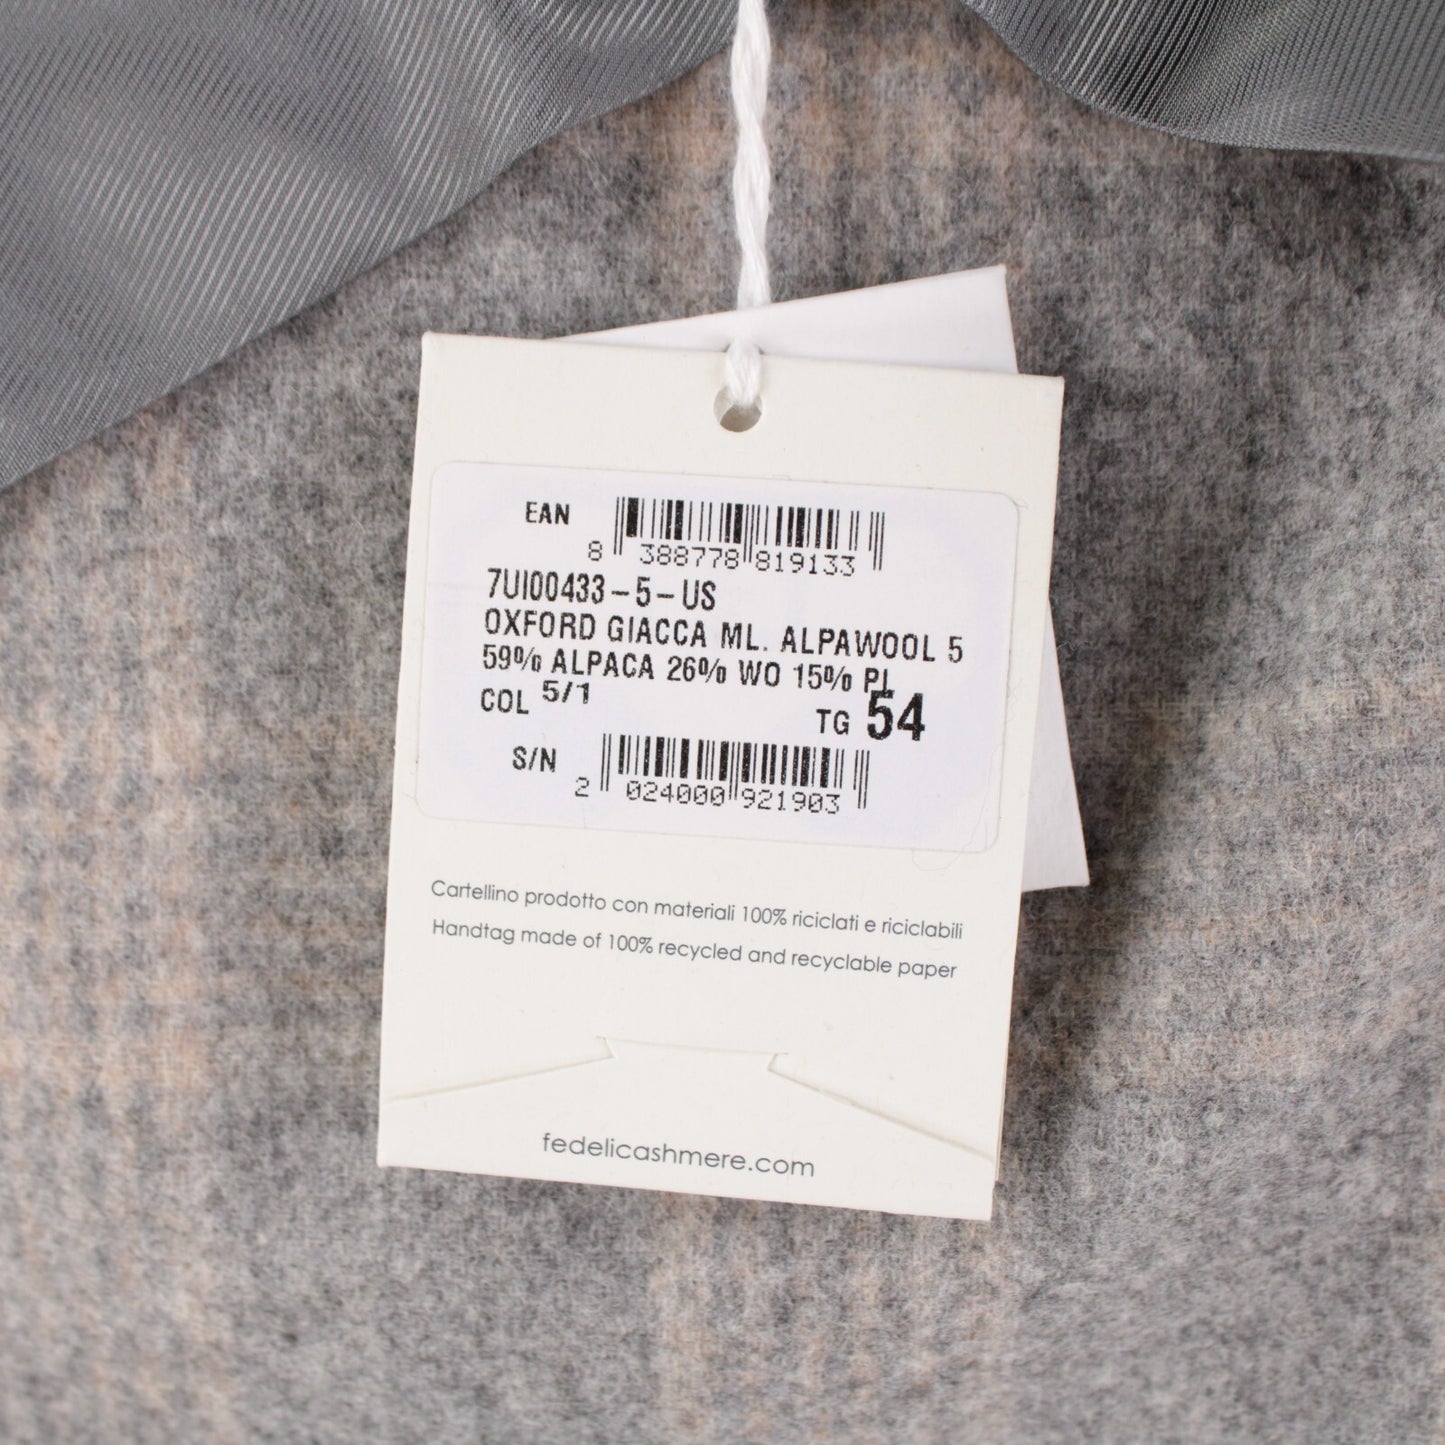 EAN
8 388778 819133
7UI00433-5-US
OXFORD GIACCA ML. ALPAWOOL 5
59% ALPACA 26% WO 15% PL
COL 5/1 TG 54
S/N
2 024000 921903
Cartellino prodotto con materiali 100% riciclati e riciclabili
Handtag made of 100% recycled and recyclable paper
fedelicashmere.com